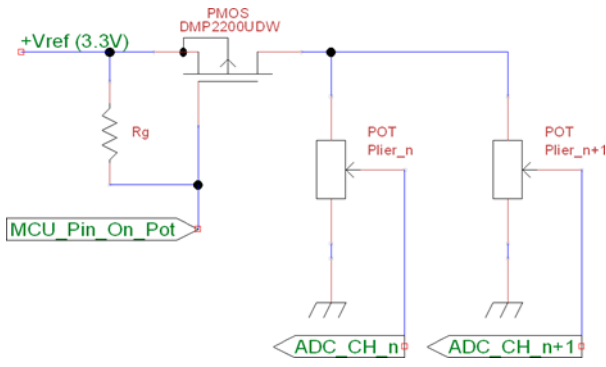 PMOS
DMP2200UDW
+Vref (3.3V)
Rg
POT
Plier_n
POT
Plier_n+1
MCU_Pin_On_Pot
ADC_CH_n
ADC_CH_n+1